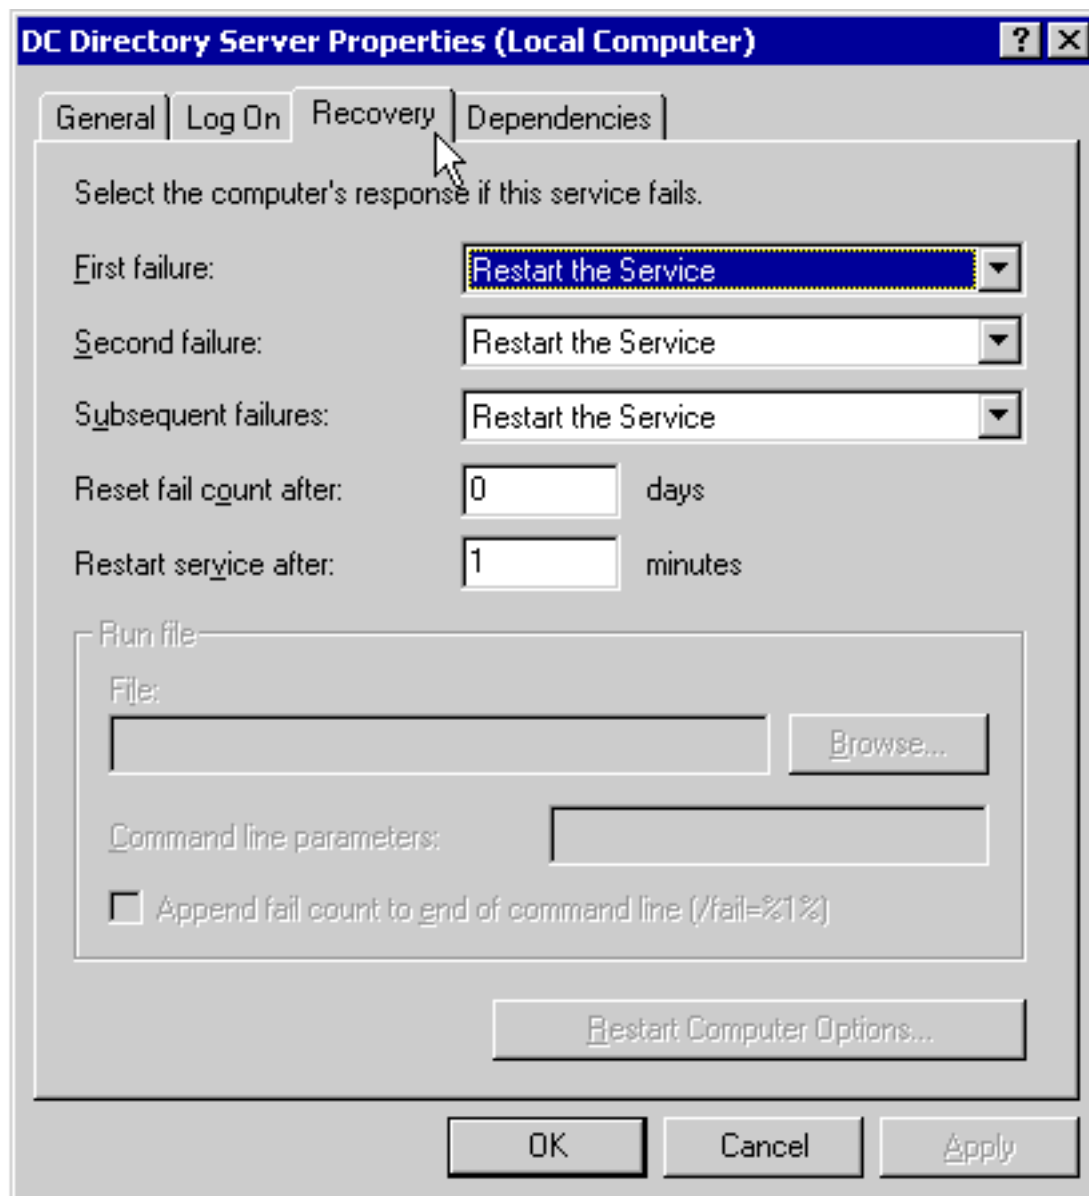 DC Directory Server Properties (Local Computer)
General Log On Recovery Dependencies
Select the computer's response if this service fails.
First failure: Restart the Service
Second failure: Restart the Service
Subsequent failures: Restart the Service
Reset fail count after: 0 days
Restart service after: 1 minutes
Run file
File:
Browse...
Command line parameters:
Append fail count to end of command line (/fail=%1%)
Restart Computer Options...
OK Cancel Apply